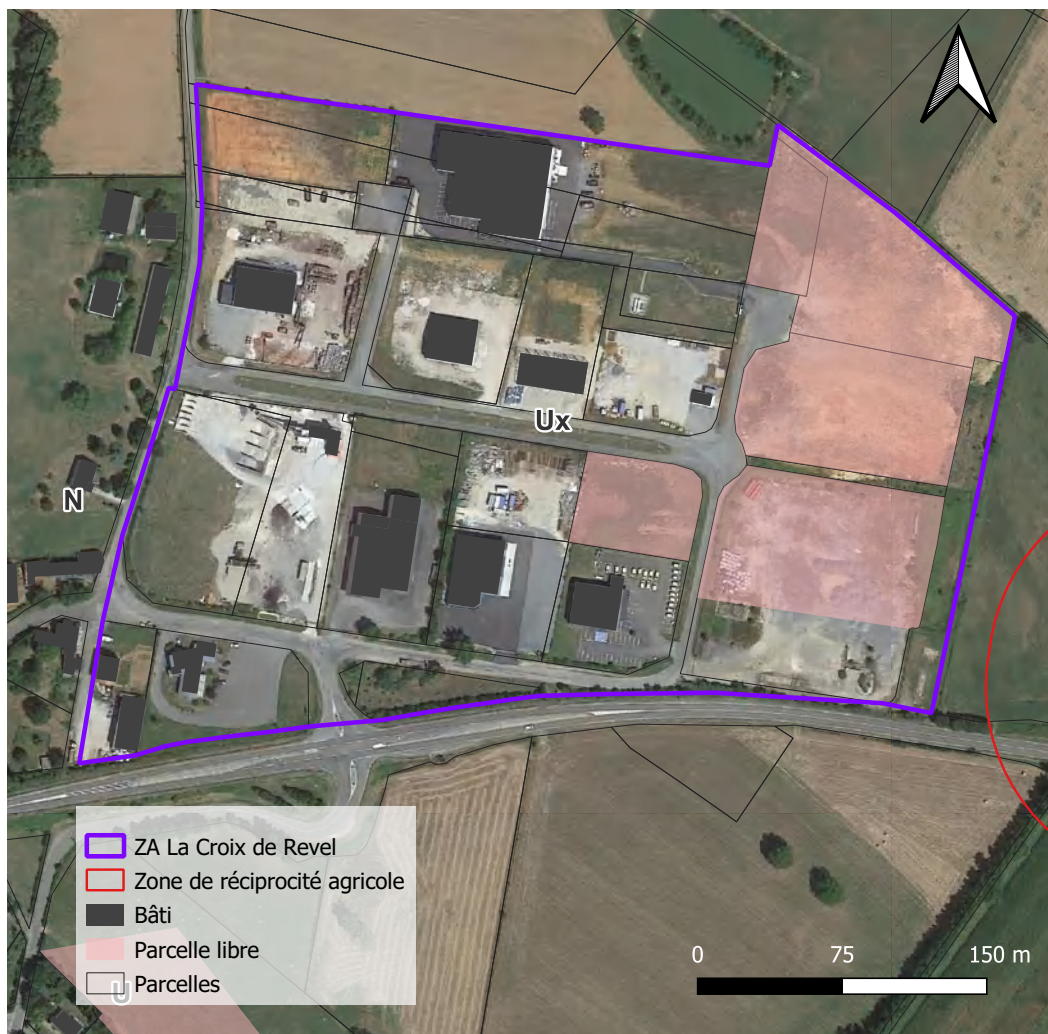 Ux
N
ZA La Croix de Revel
Zone de réciprocité agricole
Bâti
Parcelle libre
Parcelles
U
0 75 150 m